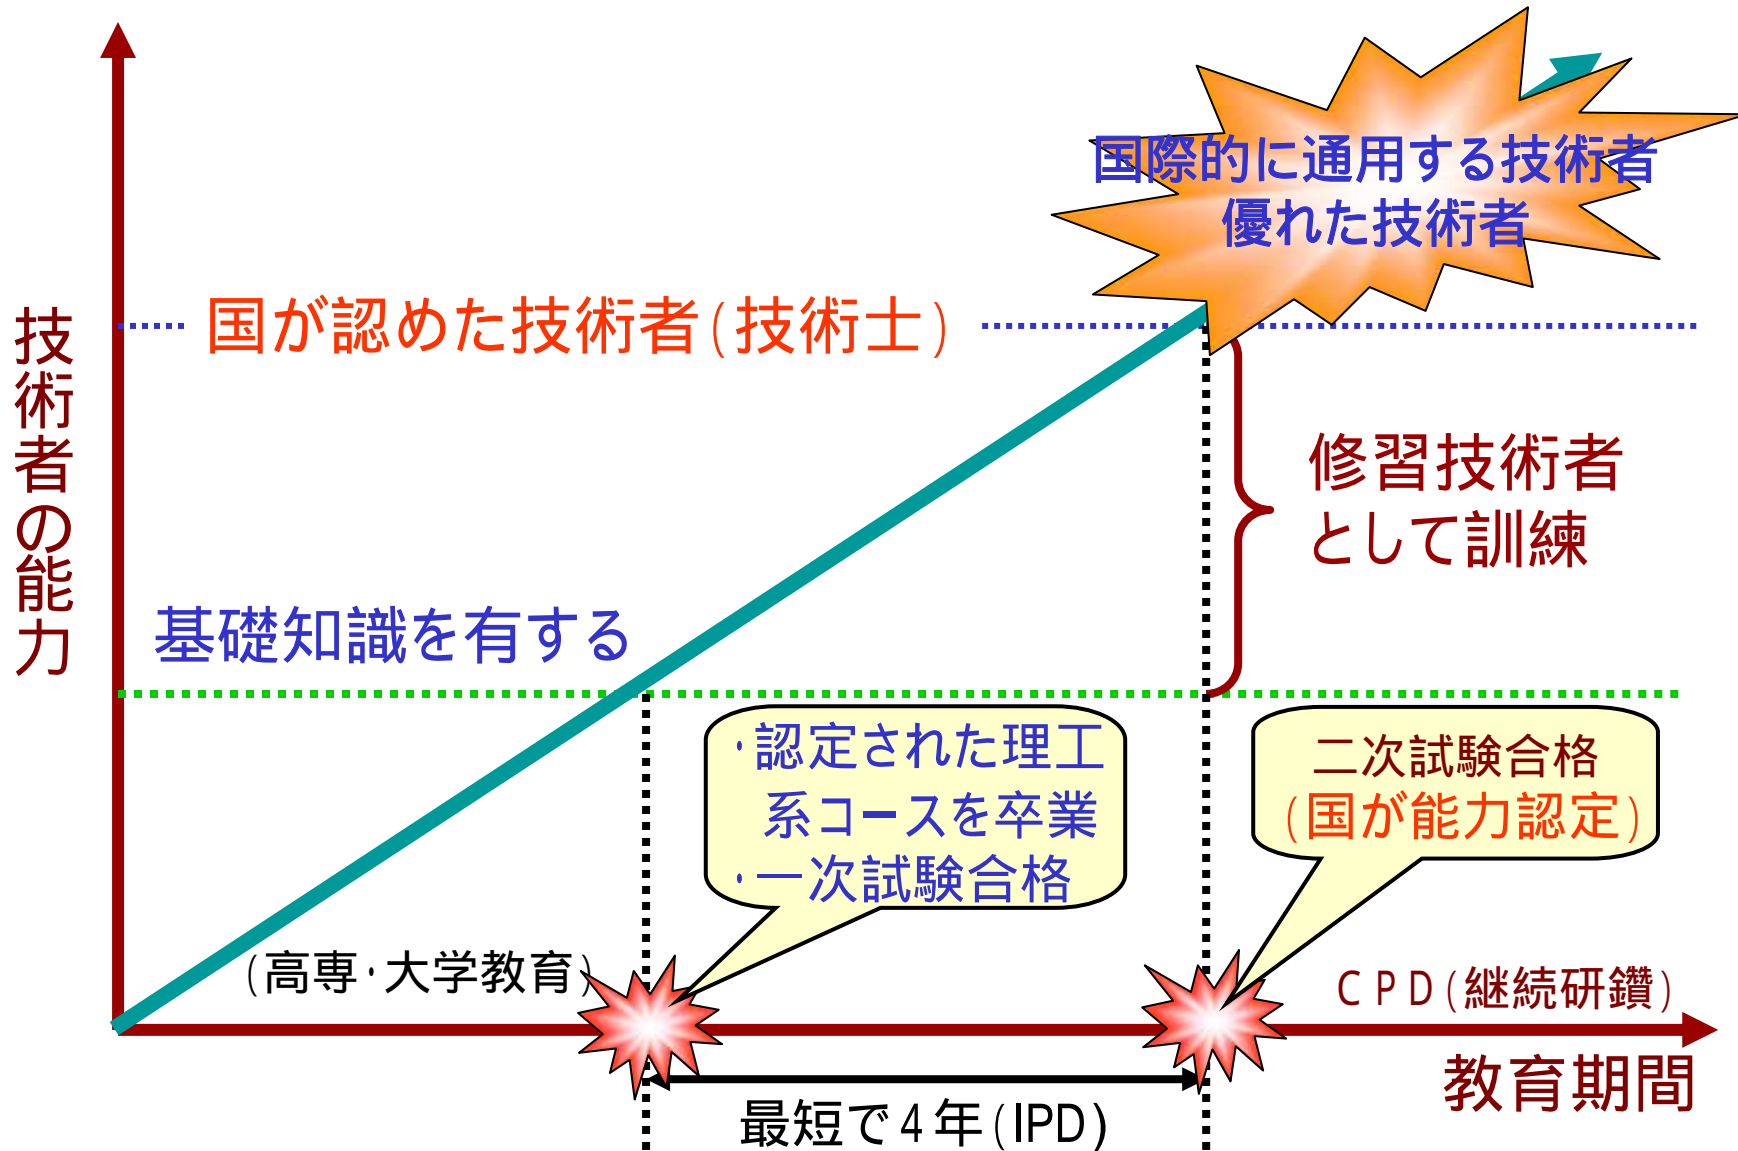 国際的に通用する技術者
優れた技術者
国が認めた技術者(技術士)
技術者の能力
修習技術者
として訓練
基礎知識を有する
・認定された理工
系コースを卒業
・一次試験合格
二次試験合格
(国が能力認定)
(高専・大学教育)
CPD(継続研鑽)
教育期間
最短で4年(IPD)